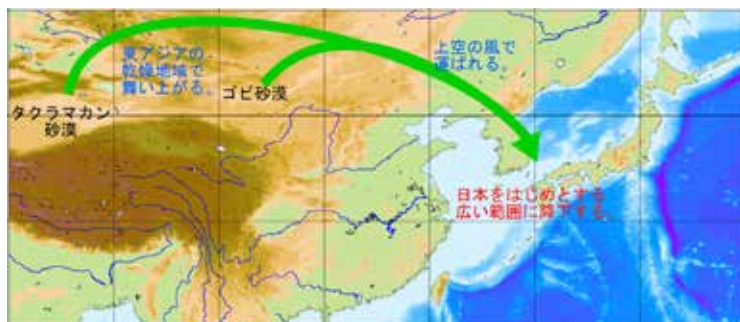 東アジアの
乾燥地域で
舞い上がる。
上空の風で
運ばれる。
ゴビ砂漠
タクラマカン
砂漠
日本をはじめとする
広い範囲に降下する。